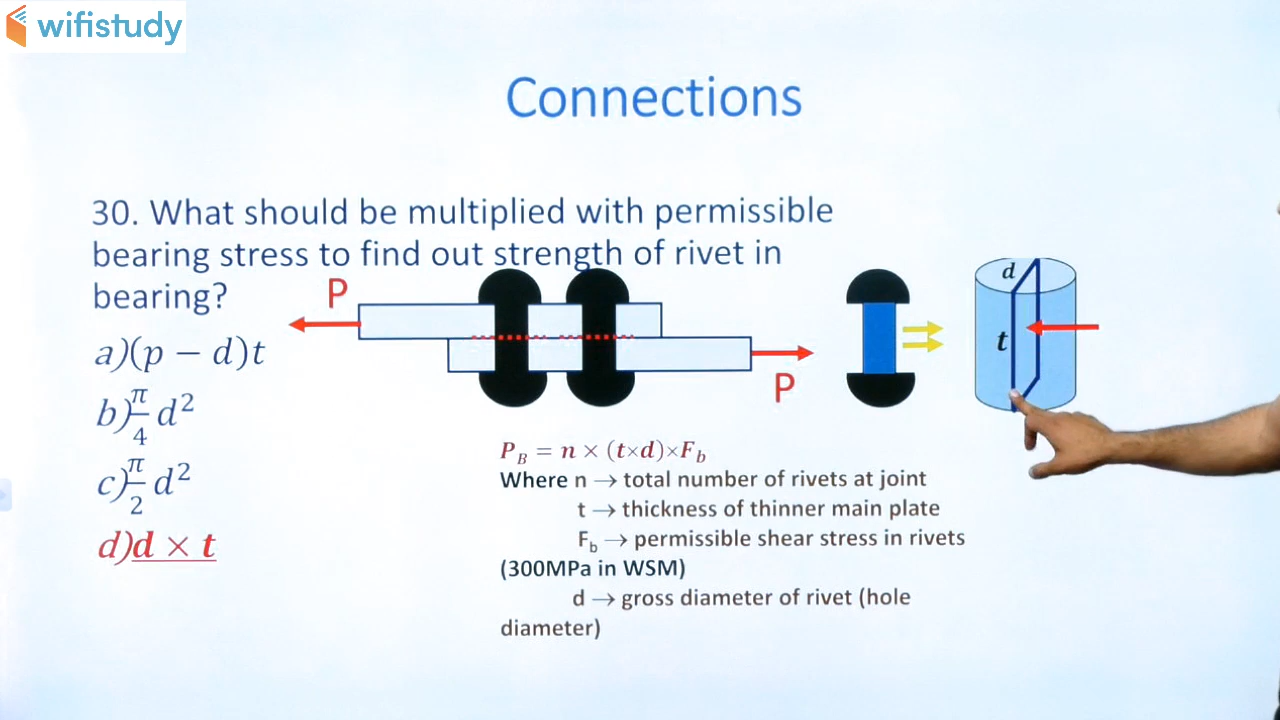 wifistudy
Connections
30. What should be multiplied with permissible
bearing stress to find out strength of rivet in
bearing?
a)(p − d)t
b) π/4 d²
c) π/2 d²
d)d × t
P
P
d
t
P_B = n × (t×d)×F_b
Where n → total number of rivets at joint
t → thickness of thinner main plate
F_b → permissible shear stress in rivets
(300MPa in WSM)
d → gross diameter of rivet (hole
diameter)